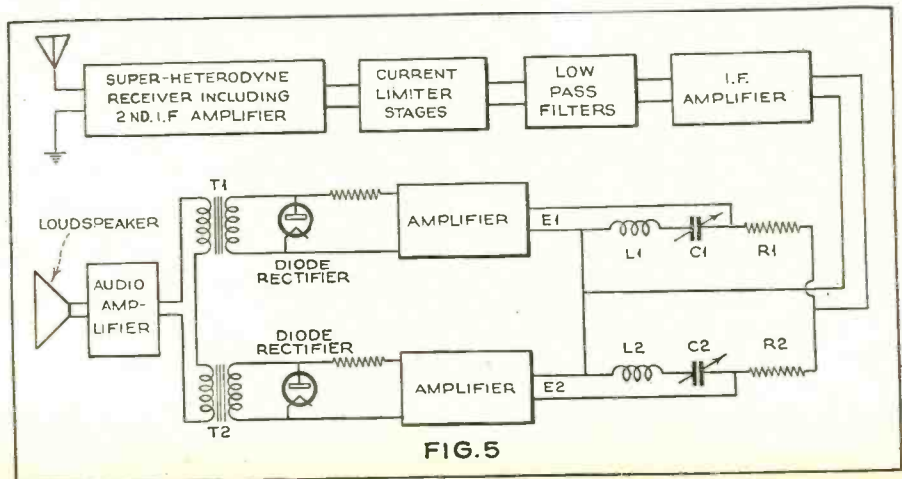 SUPER-HETERODYNE
RECEIVER INCLUDING
2ND. I.F AMPLIFIER
CURRENT
LIMITER
STAGES
LOW
PASS
FILTERS
I.F.
AMPLIFIER
T1
LOUDSPEAKER
AUDIO
AMP-
LIFIER
DIODE
RECTIFIER
AMPLIFIER
E1
L1
C1
R1
DIODE
RECTIFIER
AMPLIFIER
E2
L2
C2
R2
T2
FIG.5